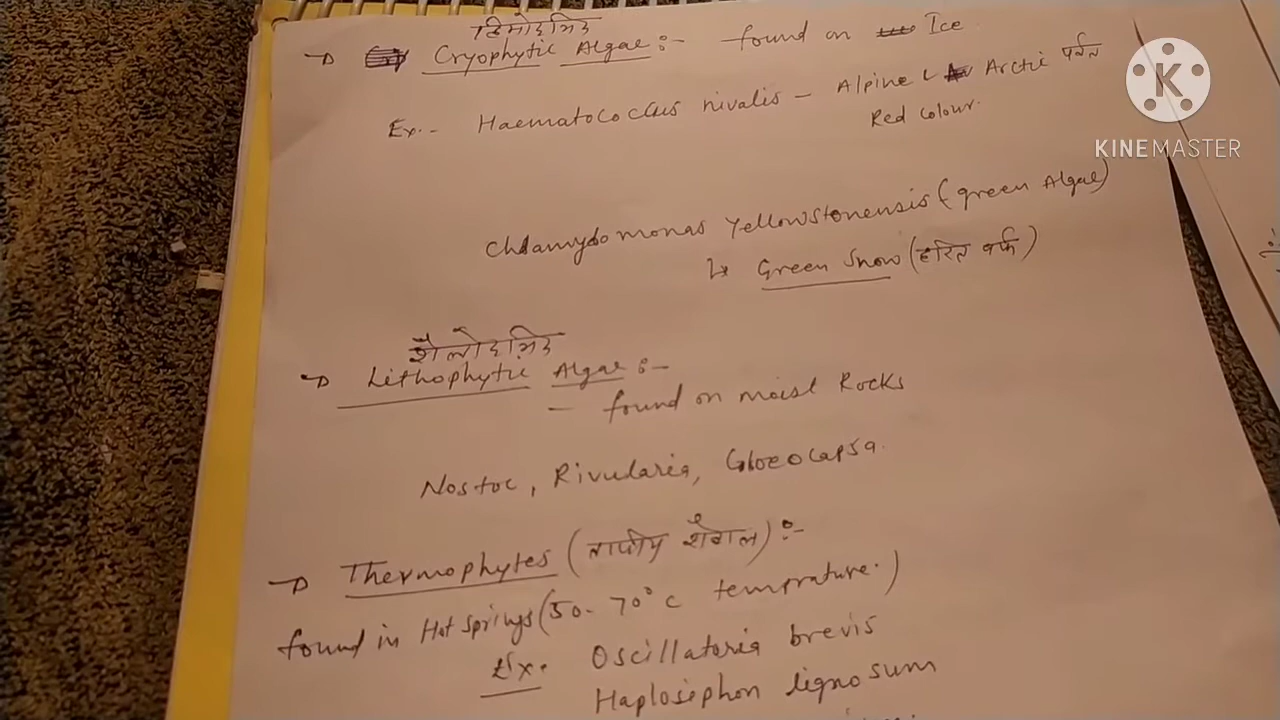 हिमोद्भिद
→ Cryophytic Algae :- found on Ice
Ex.- Haematococcus nivalis - Alpine & Arctic पर्वत
Red colour.
Chlamydomonas Yellowstonensis (green Algae)
↳ Green Snow (हरित बर्फ)
शैलोद्भिद
→ Lithophytic Algae :-
- found on moist Rocks
Nostoc, Rivularia, Gloeocapsa.
→ Thermophytes (तापीय शैवाल) :-
found in Hot springs (50-70°c temprature.)
Ex. Oscillatoria brevis
Haplosiphon lignosum
K
KINEMASTER